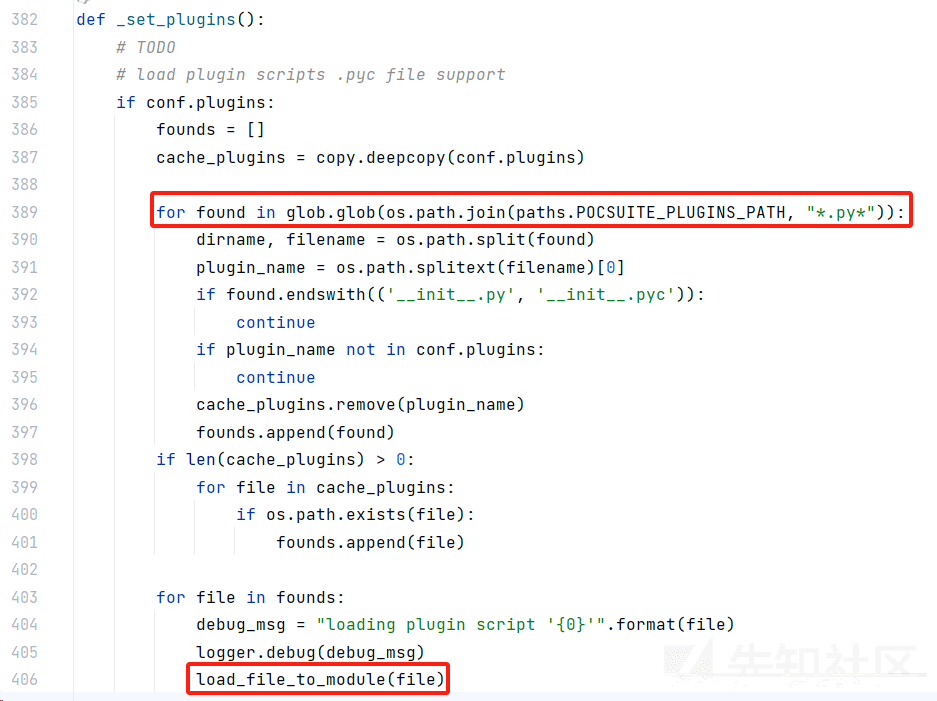 382 def _set_plugins():
383     # TODO
384     # load plugin scripts .pyc file support
385     if conf.plugins:
386         founds = []
387         cache_plugins = copy.deepcopy(conf.plugins)
388
389         for found in glob.glob(os.path.join(paths.POCSUITE_PLUGINS_PATH, "*.py*")):
390             dirname, filename = os.path.split(found)
391             plugin_name = os.path.splitext(filename)[0]
392             if found.endswith(('__init__.py', '__init__.pyc')):
393                 continue
394             if plugin_name not in conf.plugins:
395                 continue
396             cache_plugins.remove(plugin_name)
397             founds.append(found)
398         if len(cache_plugins) > 0:
399             for file in cache_plugins:
400                 if os.path.exists(file):
401                     founds.append(file)
402
403         for file in founds:
404             debug_msg = "loading plugin script '{0}'".format(file)
405             logger.debug(debug_msg)
406             load_file_to_module(file)
先知社区